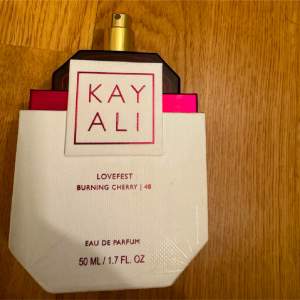 KAY
ALI
LOVEFEST
BURNING CHERRY | 48
EAU DE PARFUM
50 ML / 1.7 FL. OZ